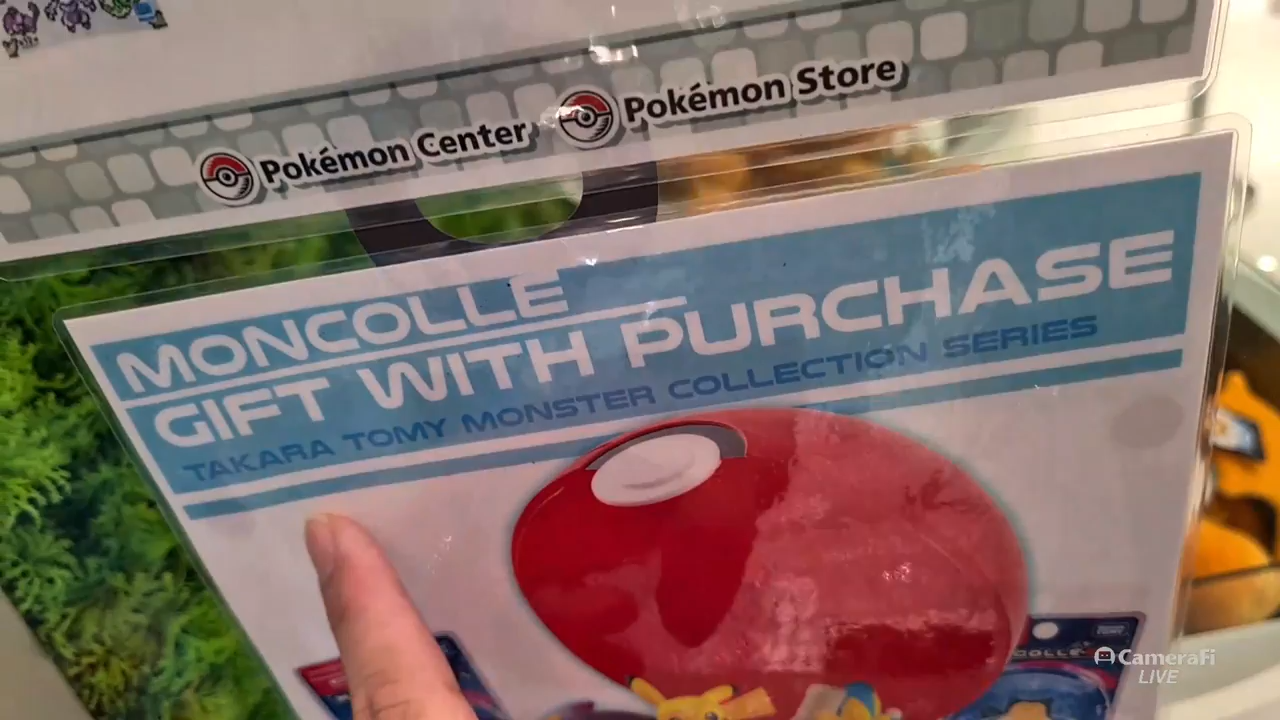 Pokémon Center Pokémon Store
MONCOLLE
GIFT WITH PURCHASE
TAKARA TOMY MONSTER COLLECTION SERIES
CameraFi
LIVE